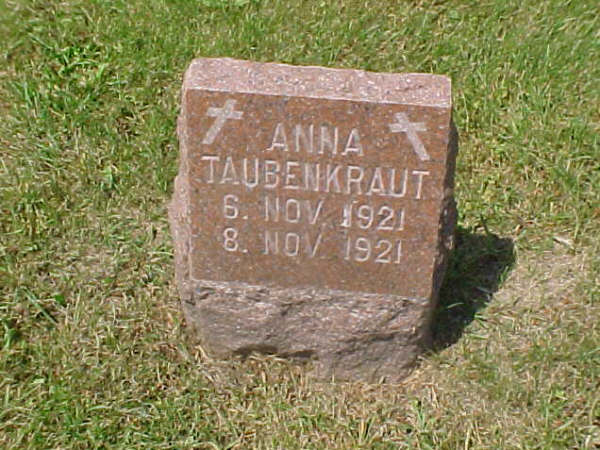 ANNA
TAUBENKRAUT
6. NOV. 1921
8. NOV. 1921